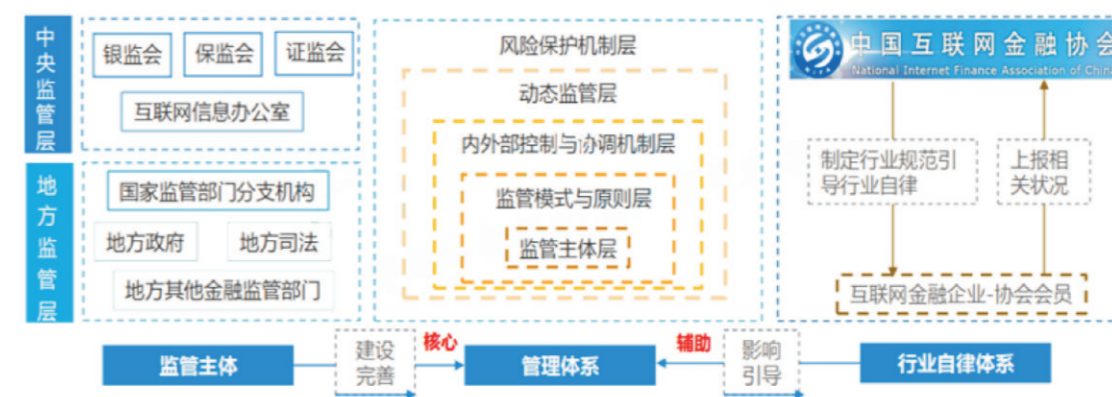 中央监管层
银监会
保监会
证监会
互联网信息办公室
地方监管层
国家监管部门分支机构
地方政府
地方司法
地方其他金融监管部门
风险保护机制层
动态监管层
内外部控制与协调机制层
监管模式与原则层
监管主体层
中国互联网金融协会
National Internet Finance Association of China
制定行业规范引
导行业自律
上报相
关状况
互联网金融企业-协会会员
监管主体
建设
完善
核心
管理体系
辅助
影响
引导
行业自律体系